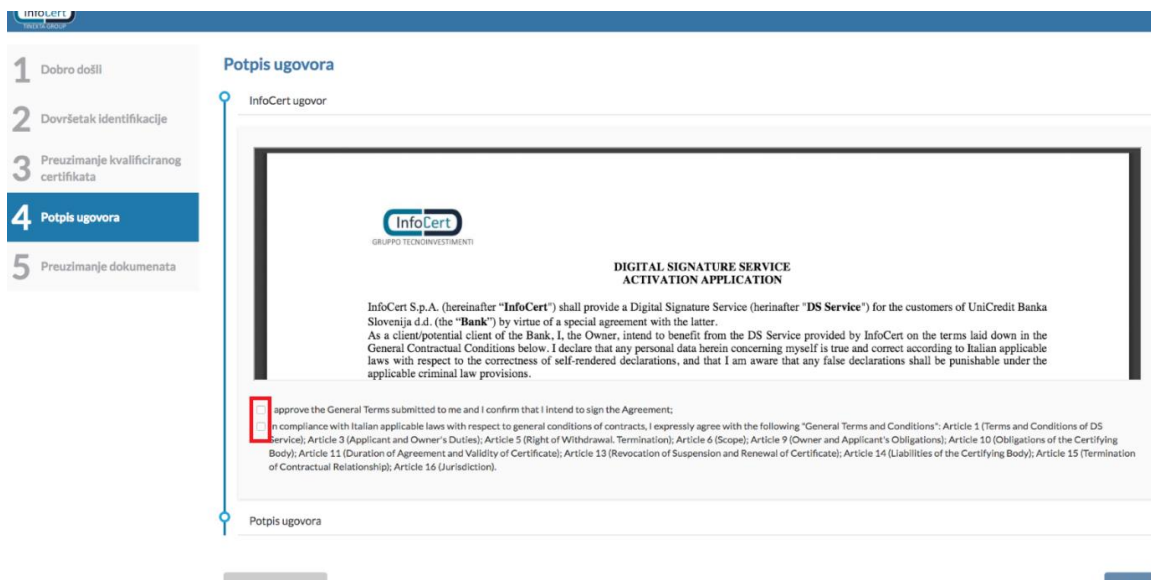 InfoCert
TINEXTA GROUP
1 Dobro došli
2 Dovršetak identifikacije
3 Preuzimanje kvalificiranog
certifikata
4 Potpis ugovora
5 Preuzimanje dokumenata
Potpis ugovora
InfoCert ugovor
InfoCert
GRUPPO TECNOINVESTIMENTI
DIGITAL SIGNATURE SERVICE
ACTIVATION APPLICATION
InfoCert S.p.A. (hereinafter “InfoCert”) shall provide a Digital Signature Service (herinafter "DS Service") for the customers of UniCredit Banka
Slovenija d.d. (the “Bank”) by virtue of a special agreement with the latter.
As a client/potential client of the Bank, I, the Owner, intend to benefit from the DS Service provided by InfoCert on the terms laid down in the
General Contractual Conditions below. I declare that any personal data herein concerning myself is true and correct according to Italian applicable
laws with respect to the correctness of self-rendered declarations, and that I am aware that any false declarations shall be punishable under the
applicable criminal law provisions.
approve the General Terms submitted to me and I confirm that I intend to sign the Agreement;
n compliance with Italian applicable laws with respect to general conditions of contracts, I expressly agree with the following "General Terms and Conditions": Article 1 (Terms and Conditions of DS
Service); Article 3 (Applicant and Owner's Duties); Article 5 (Right of Withdrawal. Termination); Article 6 (Scope); Article 9 (Owner and Applicant's Obligations); Article 10 (Obligations of the Certifying
Body); Article 11 (Duration of Agreement and Validity of Certificate); Article 13 (Revocation of Suspension and Renewal of Certificate); Article 14 (Liabilities of the Certifying Body); Article 15 (Termination
of Contractual Relationship); Article 16 (Jurisdiction).
Potpis ugovora